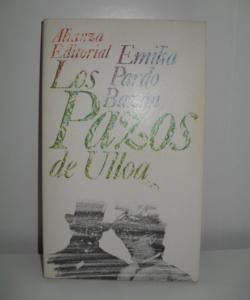 Alianza
Editorial
Emilia
Pardo
Bazán
Los
Pazos
de Ulloa